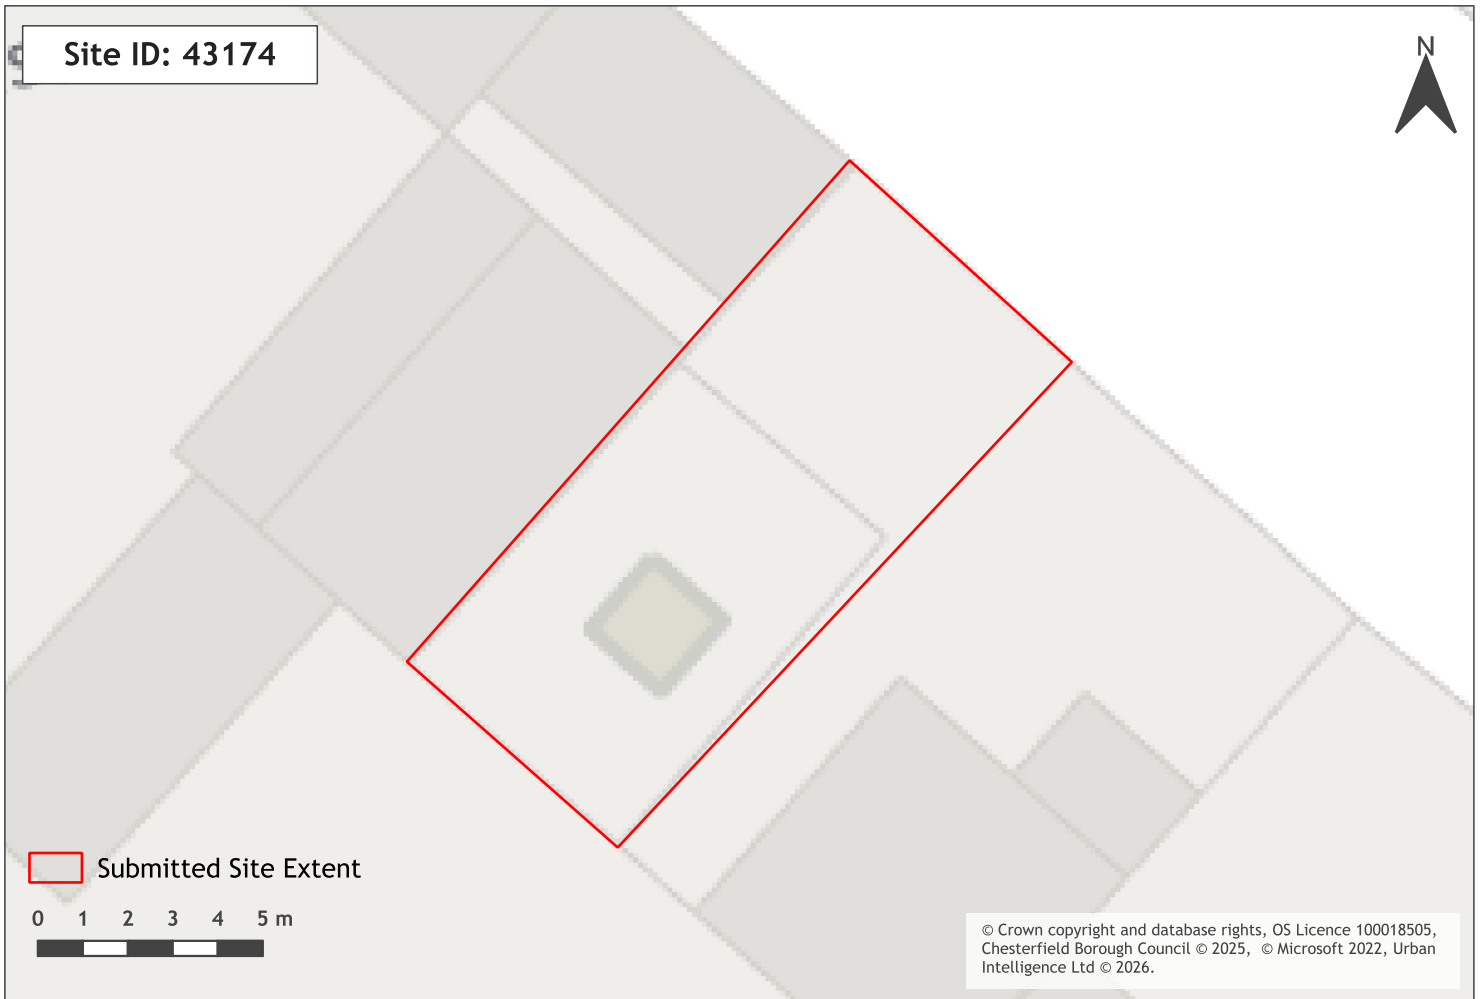 Site ID: 43174
N
Submitted Site Extent
0 1 2 3 4 5 m
© Crown copyright and database rights, OS Licence 100018505,
Chesterfield Borough Council © 2025, © Microsoft 2022, Urban
Intelligence Ltd © 2026.